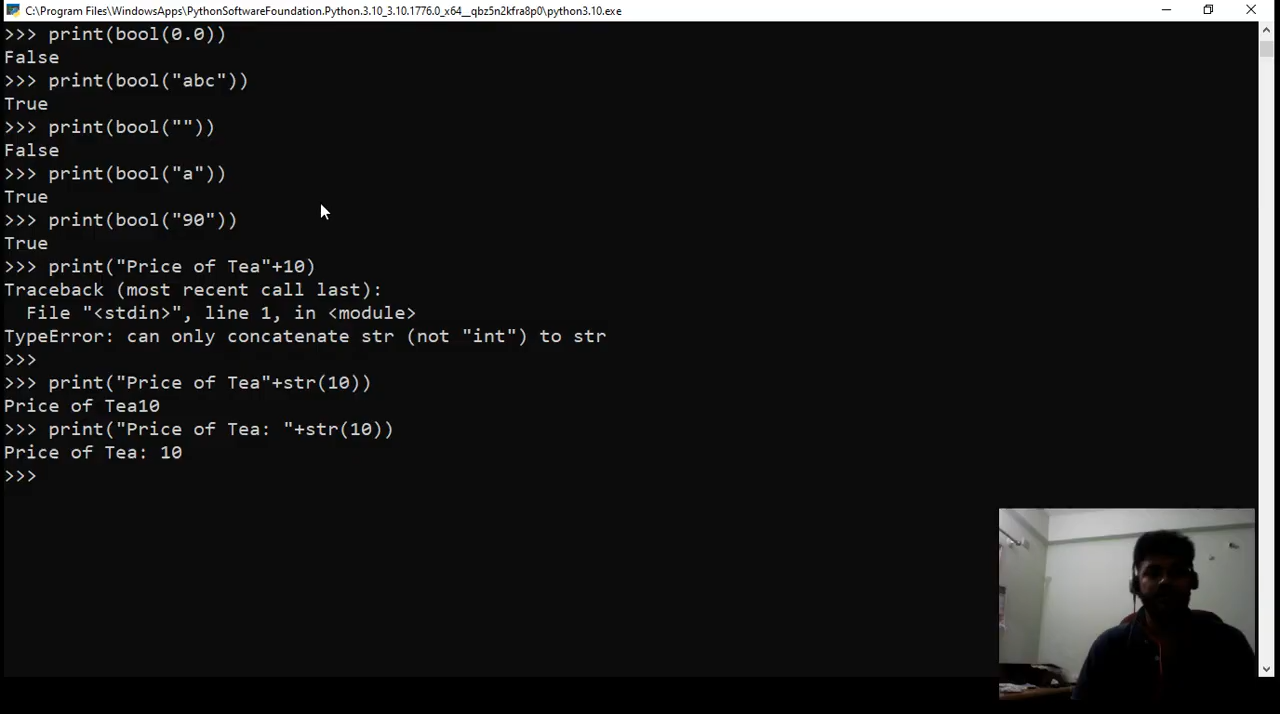 C:\Program Files\WindowsApps\PythonSoftwareFoundation.Python.3.10_3.10.1776.0_x64__qbz5n2kfra8p0\python3.10.exe
>>> print(bool(0.0))
False
>>> print(bool("abc"))
True
>>> print(bool(""))
False
>>> print(bool("a"))
True
>>> print(bool("90"))
True
>>> print("Price of Tea"+10)
Traceback (most recent call last):
  File "<stdin>", line 1, in <module>
TypeError: can only concatenate str (not "int") to str
>>>
>>> print("Price of Tea"+str(10))
Price of Tea10
>>> print("Price of Tea: "+str(10))
Price of Tea: 10
>>>